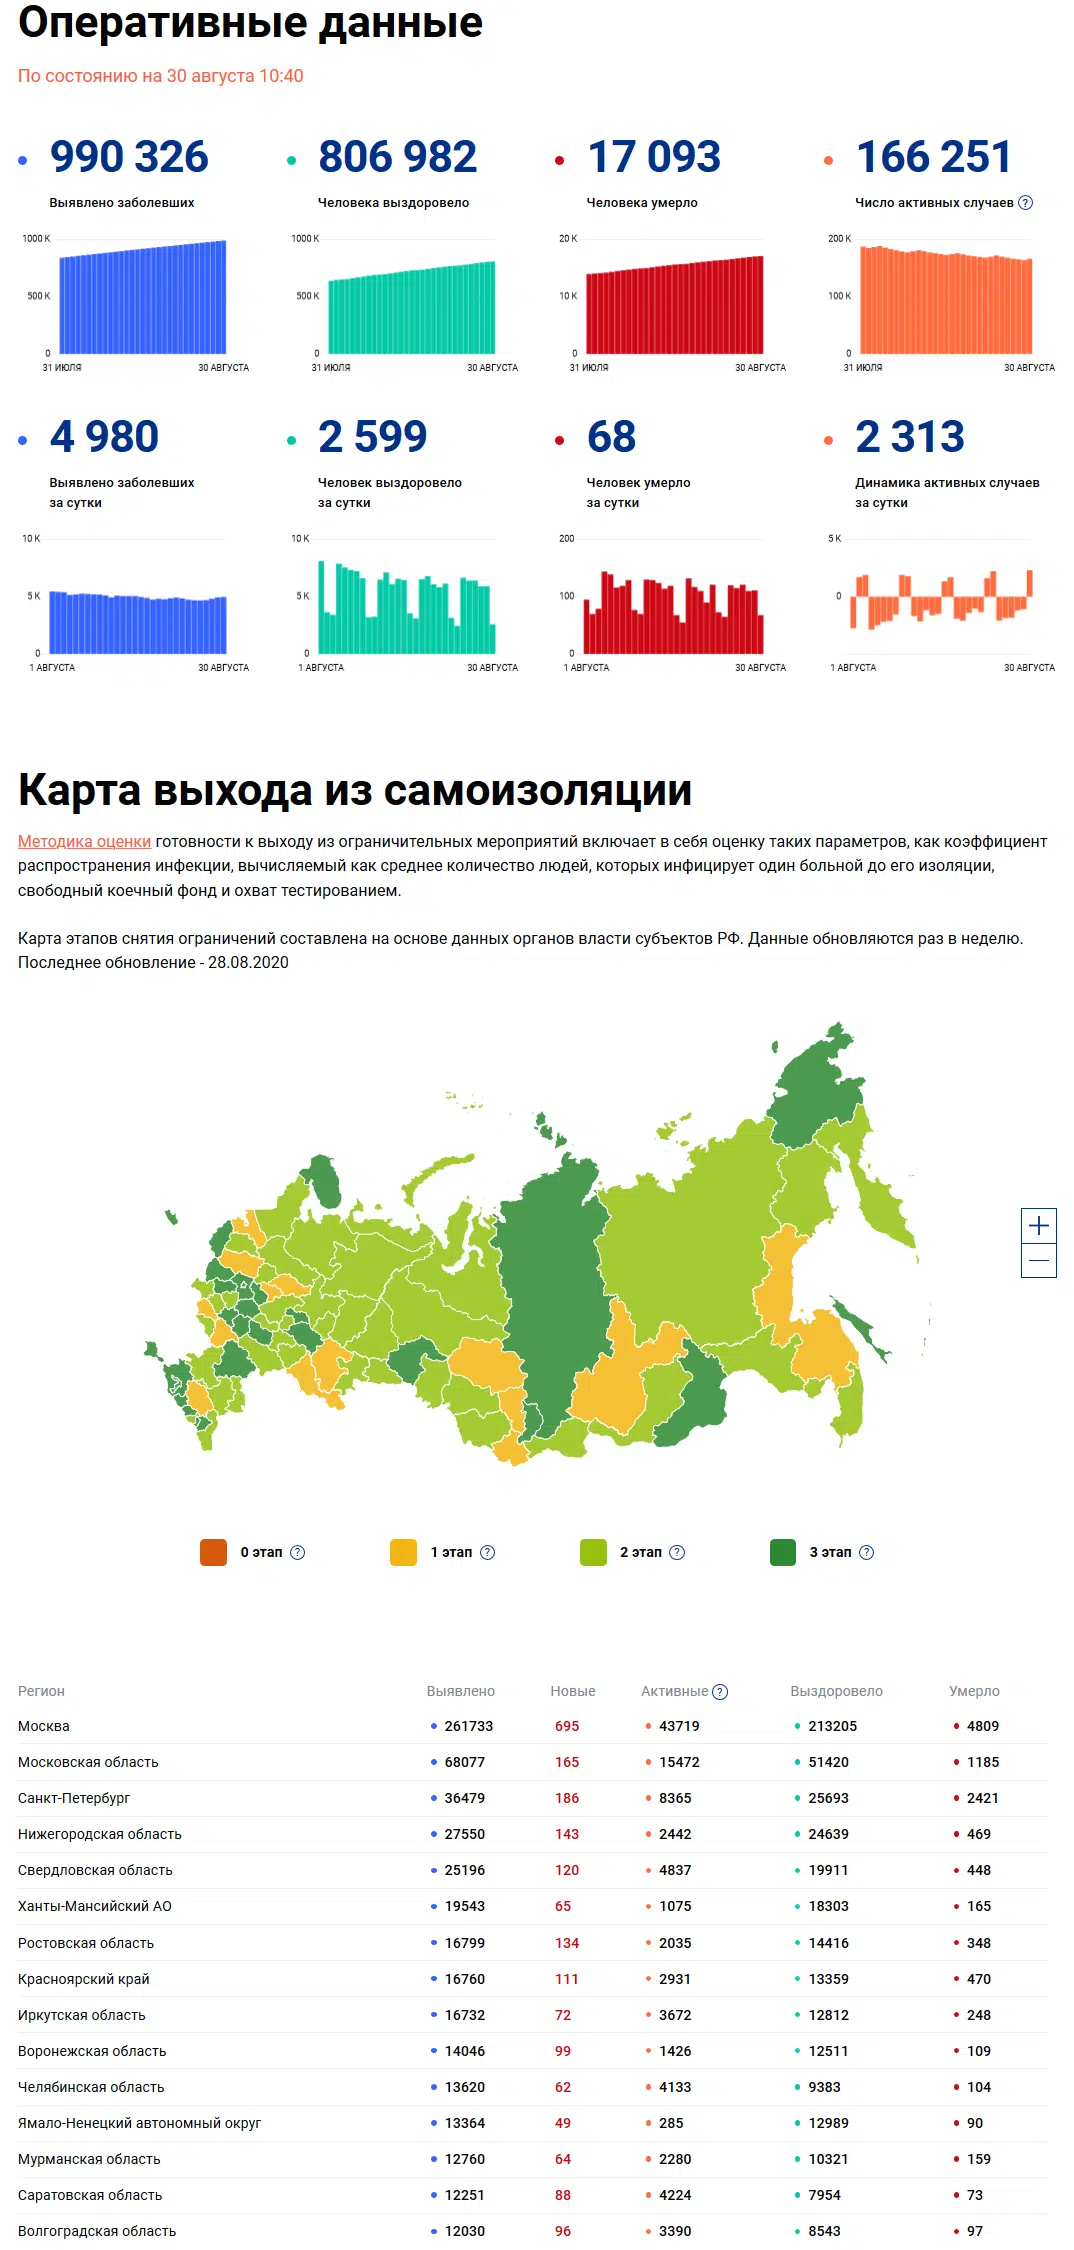 Оперативные данные
По состоянию на 30 августа 10:40
990 326 806 982 17 093 166 251
Выявлено заболевших Человека выздоровело Человека умерло Число активных случаев ?
1000 K 1000 K 20 K 200 K
500 K 500 K 10 K 100 K
0 0 0 0
31 ИЮЛЯ 30 АВГУСТА 31 ИЮЛЯ 30 АВГУСТА 31 ИЮЛЯ 30 АВГУСТА 31 ИЮЛЯ 30 АВГУСТА
4 980 2 599 68 2 313
Выявлено заболевших Человек выздоровело Человек умерло Динамика активных случаев
за сутки за сутки за сутки за сутки
10 K 10 K 200 5 K
5 K 5 K 100 0
0 0 0
1 АВГУСТА 30 АВГУСТА 1 АВГУСТА 30 АВГУСТА 1 АВГУСТА 30 АВГУСТА 1 АВГУСТА 30 АВГУСТА
Карта выхода из самоизоляции
Методика оценки готовности к выходу из ограничительных мероприятий включает в себя оценку таких параметров, как коэффициент
распространения инфекции, вычисляемый как среднее количество людей, которых инфицирует один больной до его изоляции,
свободный коечный фонд и охват тестированием.
Карта этапов снятия ограничений составлена на основе данных органов власти субъектов РФ. Данные обновляются раз в неделю.
Последнее обновление - 28.08.2020
+
—
0 этап ? 1 этап ? 2 этап ? 3 этап ?
Регион Выявлено Новые Активные ? Выздоровело Умерло
Москва 261733 695 43719 213205 4809
Московская область 68077 165 15472 51420 1185
Санкт-Петербург 36479 186 8365 25693 2421
Нижегородская область 27550 143 2442 24639 469
Свердловская область 25196 120 4837 19911 448
Ханты-Мансийский АО 19543 65 1075 18303 165
Ростовская область 16799 134 2035 14416 348
Красноярский край 16760 111 2931 13359 470
Иркутская область 16732 72 3672 12812 248
Воронежская область 14046 99 1426 12511 109
Челябинская область 13620 62 4133 9383 104
Ямало-Ненецкий автономный округ 13364 49 285 12989 90
Мурманская область 12760 64 2280 10321 159
Саратовская область 12251 88 4224 7954 73
Волгоградская область 12030 96 3390 8543 97